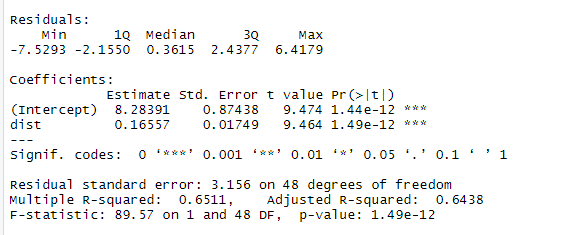 Residuals:
    Min      1Q  Median      3Q     Max
-7.5293 -2.1550  0.3615  2.4377  6.4179
Coefficients:
            Estimate Std. Error t value Pr(>|t|)
(Intercept)  8.28391    0.87438   9.474 1.44e-12 ***
dist         0.16557    0.01749   9.464 1.49e-12 ***
---
Signif. codes:  0 ‘***’ 0.001 ‘**’ 0.01 ‘*’ 0.05 ‘.’ 0.1 ‘ ’ 1
Residual standard error: 3.156 on 48 degrees of freedom
Multiple R-squared:  0.6511,	Adjusted R-squared:  0.6438
F-statistic: 89.57 on 1 and 48 DF,  p-value: 1.49e-12